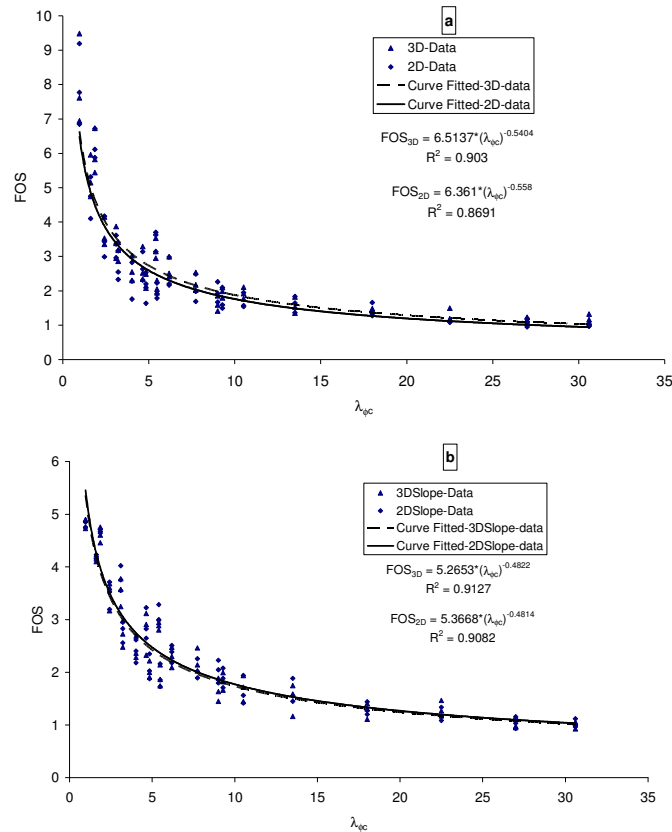 a
3D-Data
2D-Data
Curve Fitted-3D-data
Curve Fitted-2D-data
FOS₃D = 6.5137*(λφc)^-0.5404
R² = 0.903
FOS₂D = 6.361*(λφc)^-0.558
R² = 0.8691
10
9
8
7
6
5
4
3
2
1
0
FOS
0 5 10 15 20 25 30 35
λφc
b
3DSlope-Data
2DSlope-Data
Curve Fitted-3DSlope-data
Curve Fitted-2DSlope-data
FOS₃D = 5.2653*(λφc)^-0.4822
R² = 0.9127
FOS₂D = 5.3668*(λφc)^-0.4814
R² = 0.9082
6
5
4
3
2
1
0
FOS
0 5 10 15 20 25 30 35
λφc